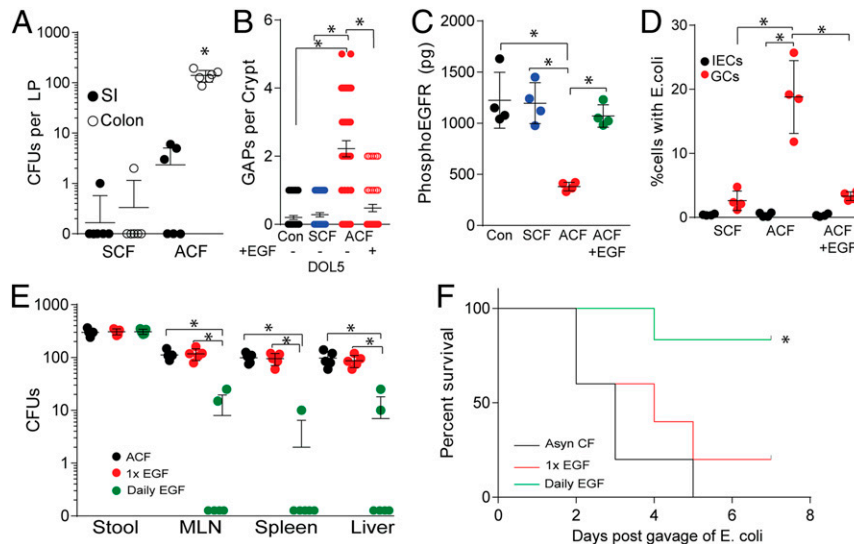 A
CFUs per LP
1000
100
10
1
0
SI
Colon
*
SCF ACF
B
GAPs per Crypt
6
4
2
0
* * *
Con SCF ACF
+EGF - - - +
DOL5
C
PhosphoEGFR (pg)
2000
1500
1000
500
0
* * *
Con SCF ACF ACF
+EGF
D
%cells with E.coli
30
20
10
0
IECs
GCs
* * *
SCF ACF ACF
+EGF
E
CFUs
1000
100
10
1
0
* * * * * *
ACF
1x EGF
Daily EGF
Stool MLN Spleen Liver
F
Percent survival
100
50
0
*
Asyn CF
1x EGF
Daily EGF
0 2 4 6 8
Days post gavage of E. coli